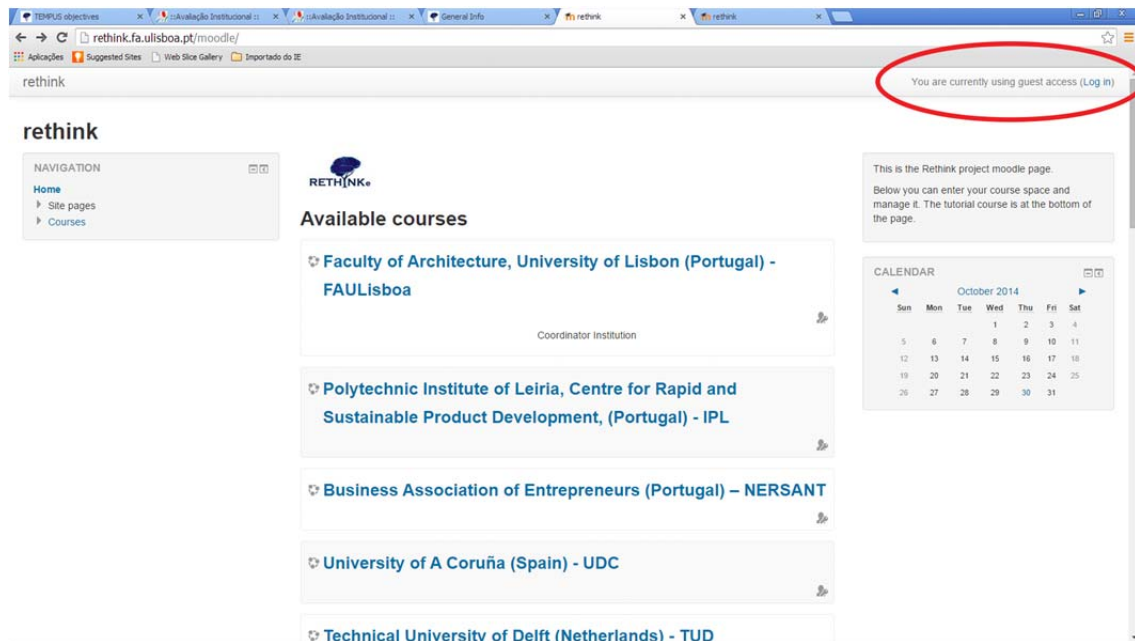 TEMPUS objectives
::Avaliação Institucional ::
::Avaliação Institucional ::
General Info
rethink
rethink
rethink.fa.ulisboa.pt/moodle/
Aplicações Suggested Sites Web Slice Gallery Importado do IE
rethink
You are currently using guest access (Log in)
rethink
NAVIGATION
Home
Site pages
Courses
RETHINKe
Available courses
Faculty of Architecture, University of Lisbon (Portugal) -
FAULisboa
Coordinator Institution
Polytechnic Institute of Leiria, Centre for Rapid and
Sustainable Product Development, (Portugal) - IPL
Business Association of Entrepreneurs (Portugal) – NERSANT
University of A Coruña (Spain) - UDC
Technical University of Delft (Netherlands) - TUD
This is the Rethink project moodle page.
Below you can enter your course space and
manage it. The tutorial course is at the bottom of
the page.
CALENDAR
October 2014
Sun Mon Tue Wed Thu Fri Sat
1 2 3 4
5 6 7 8 9 10 11
12 13 14 15 16 17 18
19 20 21 22 23 24 25
26 27 28 29 30 31